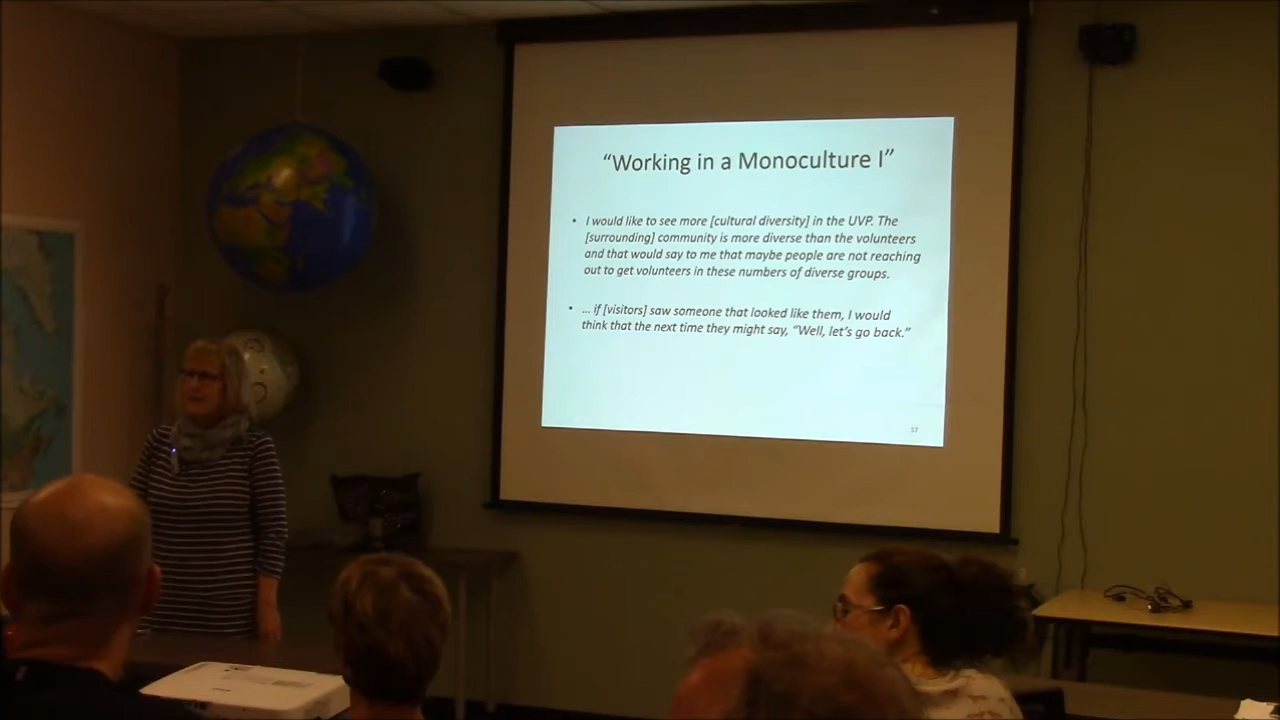 “Working in a Monoculture I”
• I would like to see more [cultural diversity] in the UVP. The
[surrounding] community is more diverse than the volunteers
and that would say to me that maybe people are not reaching
out to get volunteers in these numbers of diverse groups.
• ... if [visitors] saw someone that looked like them, I would
think that the next time they might say, “Well, let’s go back.”
57